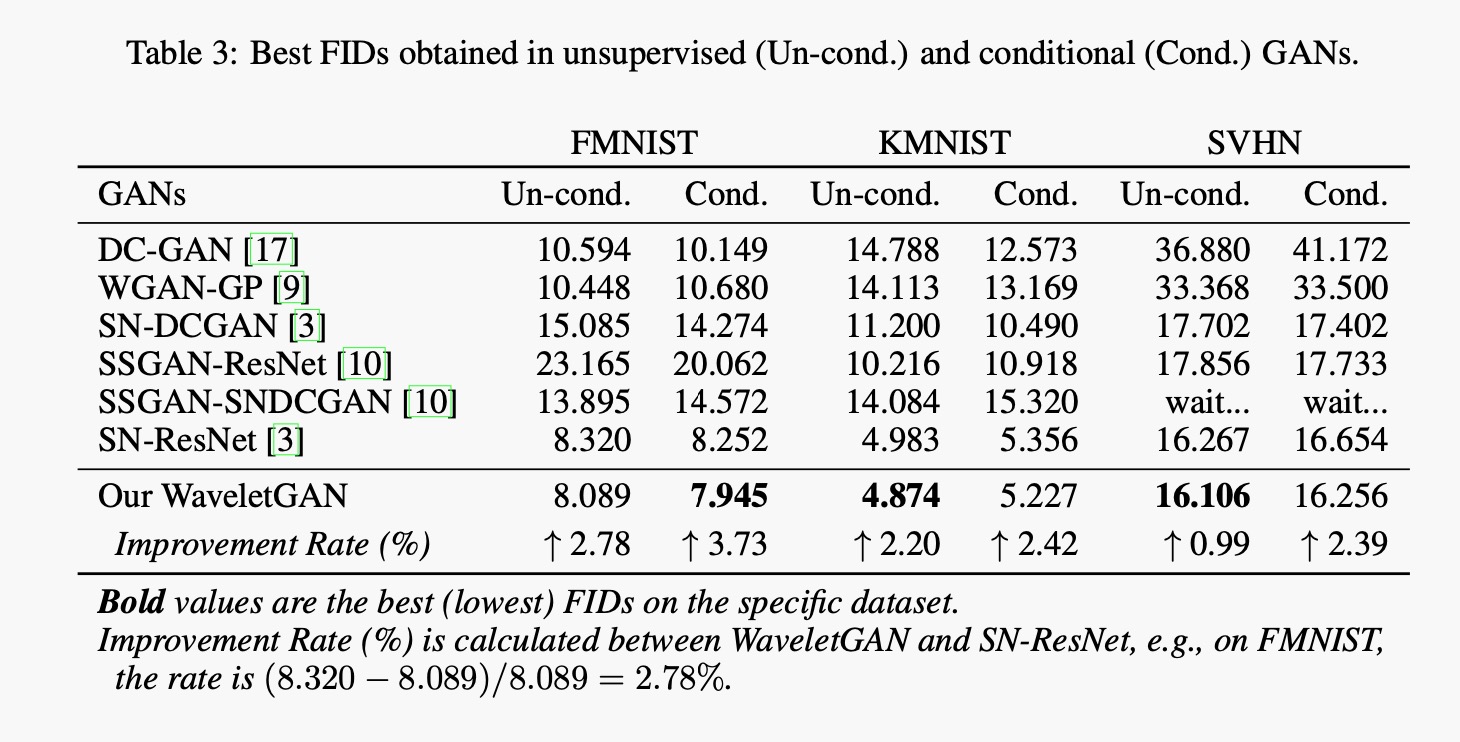 Table 3: Best FIDs obtained in unsupervised (Un-cond.) and conditional (Cond.) GANs.
FMNIST KMNIST SVHN
GANs Un-cond. Cond. Un-cond. Cond. Un-cond. Cond.
DC-GAN [17] 10.594 10.149 14.788 12.573 36.880 41.172
WGAN-GP [9] 10.448 10.680 14.113 13.169 33.368 33.500
SN-DCGAN [3] 15.085 14.274 11.200 10.490 17.702 17.402
SSGAN-ResNet [10] 23.165 20.062 10.216 10.918 17.856 17.733
SSGAN-SNDCGAN [10] 13.895 14.572 14.084 15.320 wait... wait...
SN-ResNet [3] 8.320 8.252 4.983 5.356 16.267 16.654
Our WaveletGAN 8.089 7.945 4.874 5.227 16.106 16.256
Improvement Rate (%) ↑ 2.78 ↑ 3.73 ↑ 2.20 ↑ 2.42 ↑ 0.99 ↑ 2.39
Bold values are the best (lowest) FIDs on the specific dataset.
Improvement Rate (%) is calculated between WaveletGAN and SN-ResNet, e.g., on FMNIST,
the rate is (8.320 − 8.089)/8.089 = 2.78%.